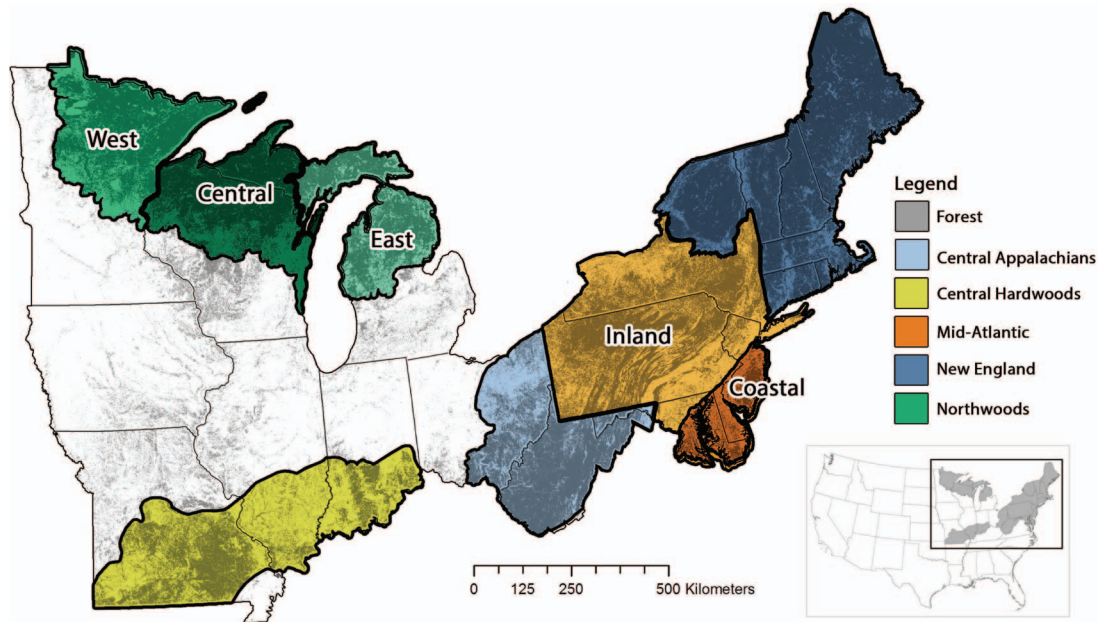 West
Central
East
Inland
Coastal
Legend
Forest
Central Appalachians
Central Hardwoods
Mid-Atlantic
New England
Northwoods
0 125 250 500 Kilometers